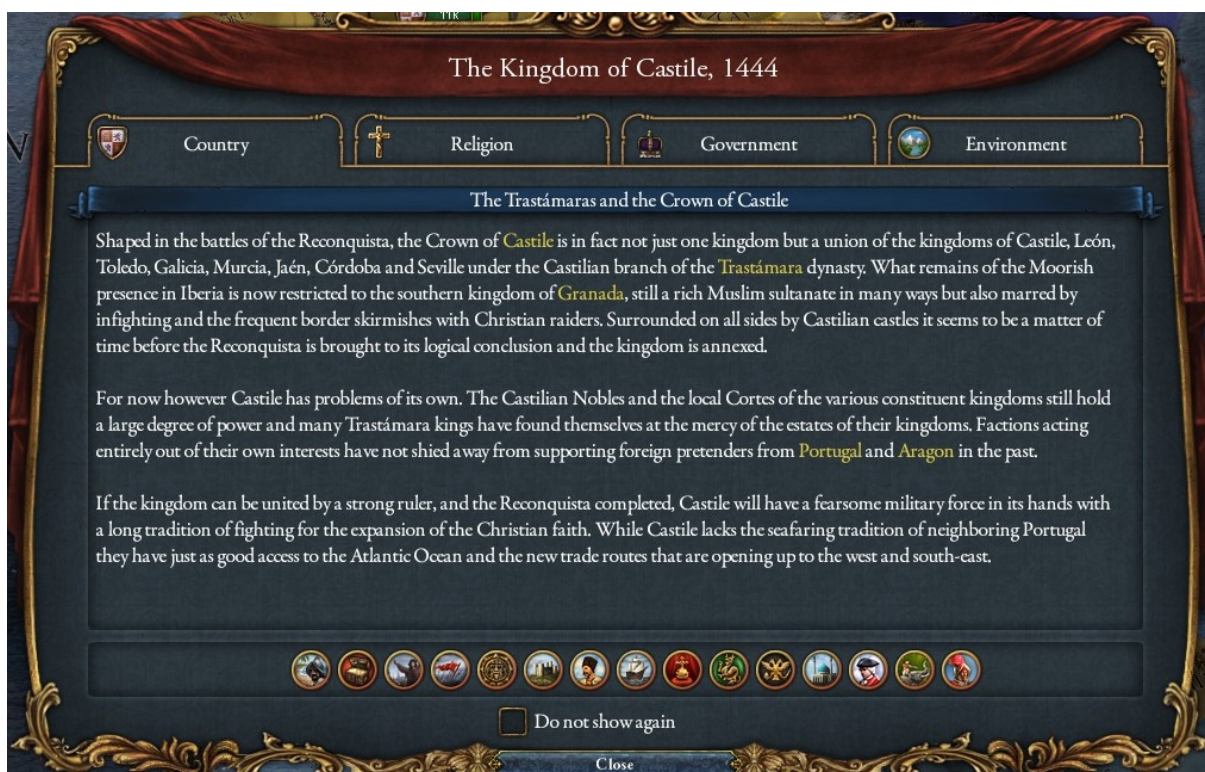 11k
The Kingdom of Castile, 1444
Country
Religion
Government
Environment
The Trastámaras and the Crown of Castile
Shaped in the battles of the Reconquista, the Crown of Castile is in fact not just one kingdom but a union of the kingdoms of Castile, León,
Toledo, Galicia, Murcia, Jaén, Córdoba and Seville under the Castilian branch of the Trastámara dynasty. What remains of the Moorish
presence in Iberia is now restricted to the southern kingdom of Granada, still a rich Muslim sultanate in many ways but also marred by
infighting and the frequent border skirmishes with Christian raiders. Surrounded on all sides by Castilian castles it seems to be a matter of
time before the Reconquista is brought to its logical conclusion and the kingdom is annexed.
For now however Castile has problems of its own. The Castilian Nobles and the local Cortes of the various constituent kingdoms still hold
a large degree of power and many Trastámara kings have found themselves at the mercy of the estates of their kingdoms. Factions acting
entirely out of their own interests have not shied away from supporting foreign pretenders from Portugal and Aragon in the past.
If the kingdom can be united by a strong ruler, and the Reconquista completed, Castile will have a fearsome military force in its hands with
a long tradition of fighting for the expansion of the Christian faith. While Castile lacks the seafaring tradition of neighboring Portugal
they have just as good access to the Atlantic Ocean and the new trade routes that are opening up to the west and south-east.
Do not show again
Close